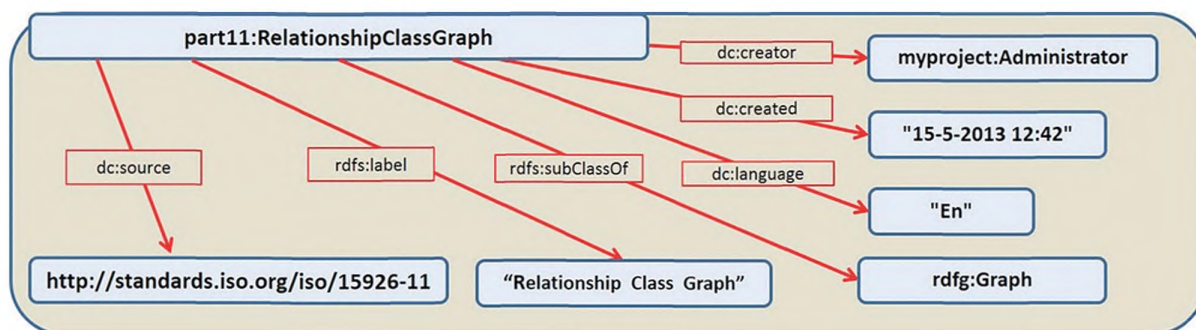 part11:RelationshipClassGraph
dc:creator
myproject:Administrator
dc:created
"15-5-2013 12:42"
dc:source
rdfs:label
rdfs:subClassOf
dc:language
"En"
http://standards.iso.org/iso/15926-11
“Relationship Class Graph”
rdfg:Graph